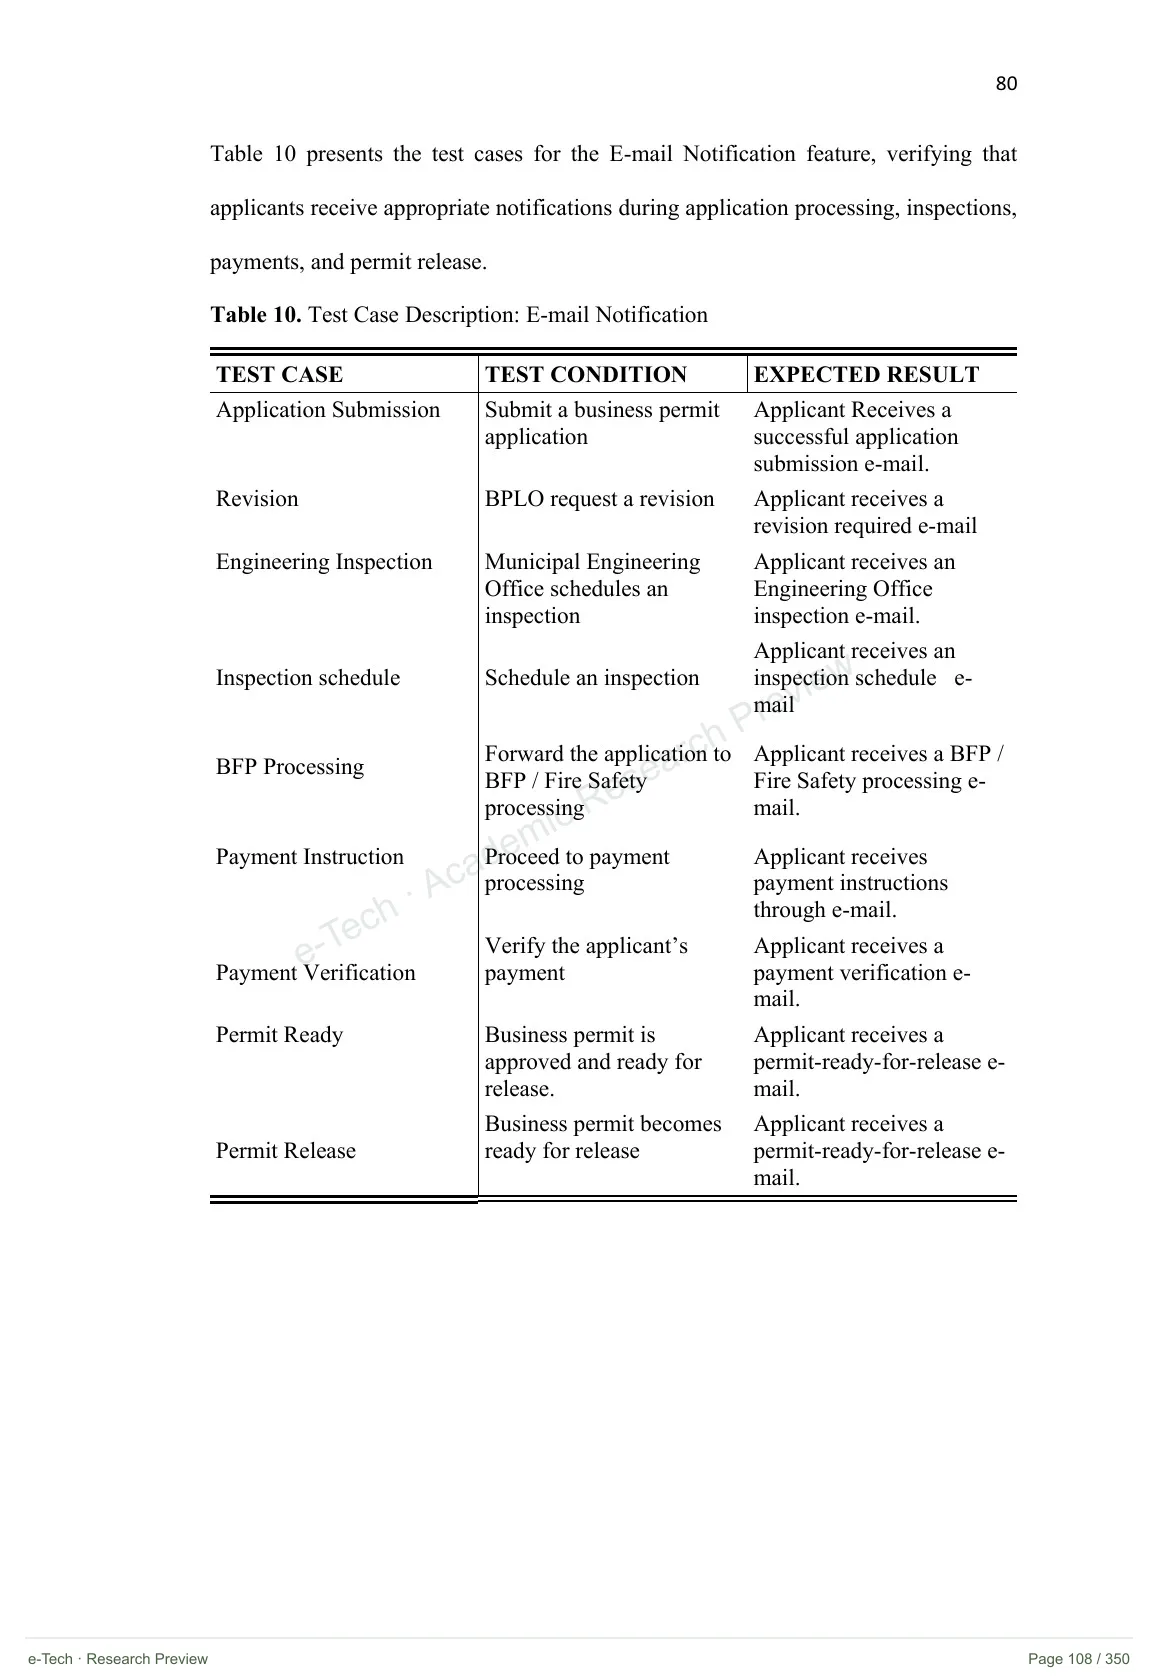 80
Table 10 presents the test cases for the E-mail Notification feature, verifying that
applicants receive appropriate notifications during application processing, inspections,
payments, and permit release.
Table 10. Test Case Description: E-mail Notification
TEST CASE TEST CONDITION EXPECTED RESULT
Application Submission Submit a business permit Applicant Receives a
application successful application
submission e-mail.
Revision BPLO request a revision Applicant receives a
revision required e-mail
Engineering Inspection Municipal Engineering Applicant receives an
Office schedules an Engineering Office
inspection inspection e-mail.
Applicant receives an
Inspection schedule Schedule an inspection inspection schedule e-
mail
Forward the application to Applicant receives a BFP /
BFP Processing BFP / Fire Safety Fire Safety processing e-
processing mail.
Payment Instruction Proceed to payment Applicant receives
processing payment instructions
through e-mail.
Verify the applicant’s Applicant receives a
Payment Verification payment payment verification e-
mail.
Permit Ready Business permit is Applicant receives a
approved and ready for permit-ready-for-release e-
release. mail.
Business permit becomes Applicant receives a
Permit Release ready for release permit-ready-for-release e-
mail.
e-Tech · Academic Research Preview
e-Tech · Research Preview Page 108 / 350